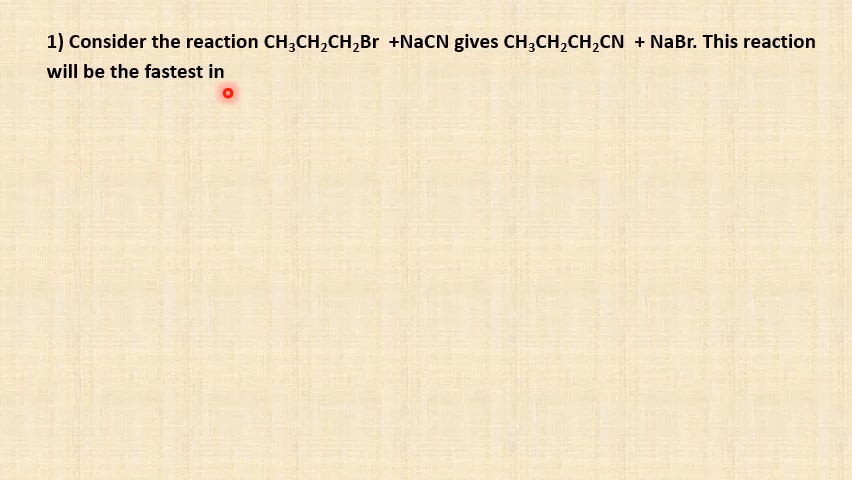 1) Consider the reaction CH₃CH₂CH₂Br +NaCN gives CH₃CH₂CH₂CN + NaBr. This reaction
will be the fastest in